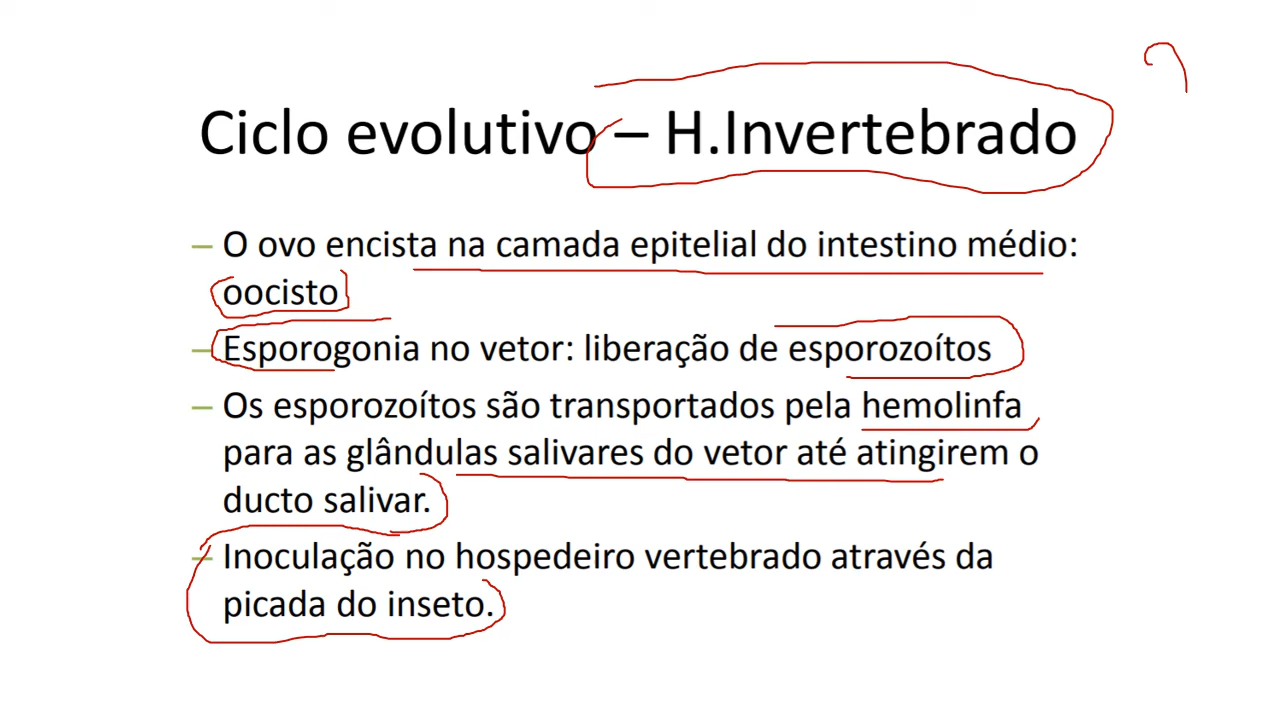 Ciclo evolutivo – H.Invertebrado
– O ovo encista na camada epitelial do intestino médio:
oocisto
– Esporogonia no vetor: liberação de esporozoítos
– Os esporozoítos são transportados pela hemolinfa
para as glândulas salivares do vetor até atingirem o
ducto salivar.
– Inoculação no hospedeiro vertebrado através da
picada do inseto.